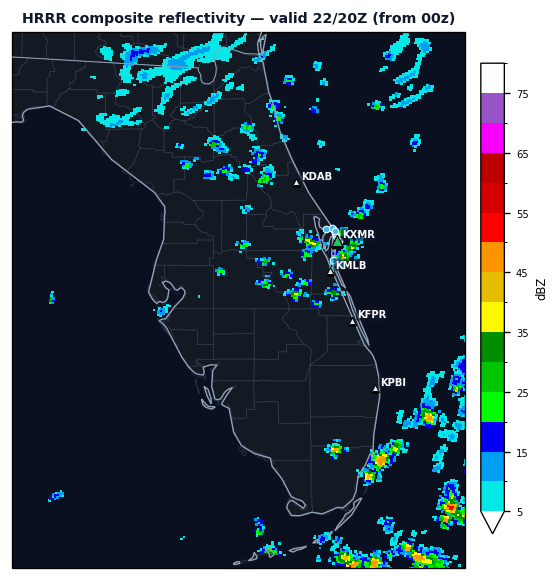 HRRR composite reflectivity — valid 22/20Z (from 00z)
KDAB
KXMR
KMLB
KFPR
KPBI
75
65
55
45
35
25
15
5
dBZ